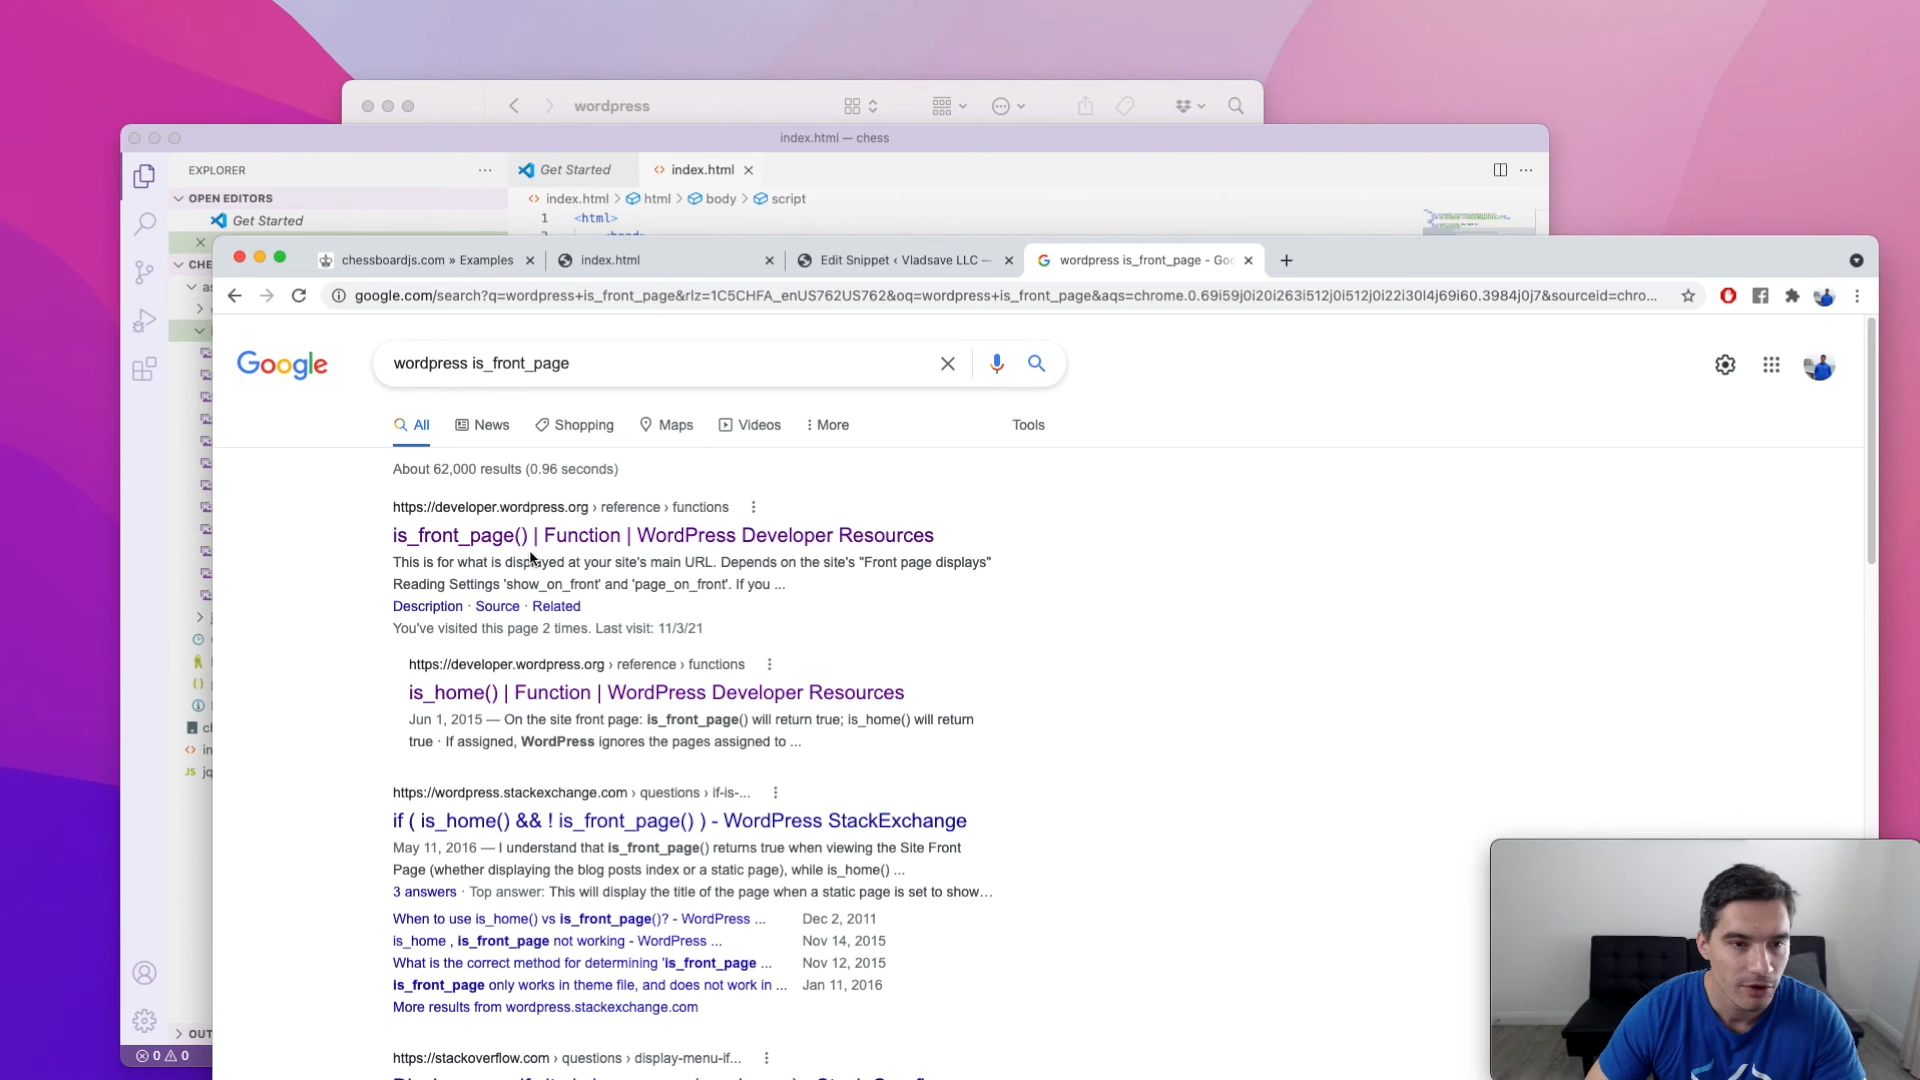 wordpress
index.html — chess
EXPLORER
Get Started
index.html
OPEN EDITORS
index.html > html > body > script
Get Started
1 <html>
2
CHE
as
chessboardjs.com » Examples
index.html
Edit Snippet ‹ Vladsave LLC —
wordpress is_front_page - Goo
google.com/search?q=wordpress+is_front_page&rlz=1C5CHFA_enUS762US762&oq=wordpress+is_front_page&aqs=chrome.0.69i59j0i20i263i512j0i512j0i22i30l4j69i60.3984j0j7&sourceid=chro...
Google
wordpress is_front_page
All
News
Shopping
Maps
Videos
More
Tools
About 62,000 results (0.96 seconds)
https://developer.wordpress.org › reference › functions
is_front_page() | Function | WordPress Developer Resources
This is for what is displayed at your site's main URL. Depends on the site's "Front page displays"
Reading Settings 'show_on_front' and 'page_on_front'. If you ...
Description · Source · Related
You've visited this page 2 times. Last visit: 11/3/21
https://developer.wordpress.org › reference › functions
is_home() | Function | WordPress Developer Resources
Jun 1, 2015 — On the site front page: is_front_page() will return true; is_home() will return
true · If assigned, WordPress ignores the pages assigned to ...
https://wordpress.stackexchange.com › questions › if-is-...
if ( is_home() && ! is_front_page() ) - WordPress StackExchange
May 11, 2016 — I understand that is_front_page() returns true when viewing the Site Front
Page (whether displaying the blog posts index or a static page), while is_home() ...
3 answers · Top answer: This will display the title of the page when a static page is set to show...
When to use is_home() vs is_front_page()? - WordPress ... Dec 2, 2011
is_home , is_front_page not working - WordPress ... Nov 14, 2015
What is the correct method for determining 'is_front_page ... Nov 12, 2015
is_front_page only works in theme file, and does not work in ... Jan 11, 2016
More results from wordpress.stackexchange.com
https://stackoverflow.com › questions › display-menu-if...
ch
in
JS jq
OUT
0 0